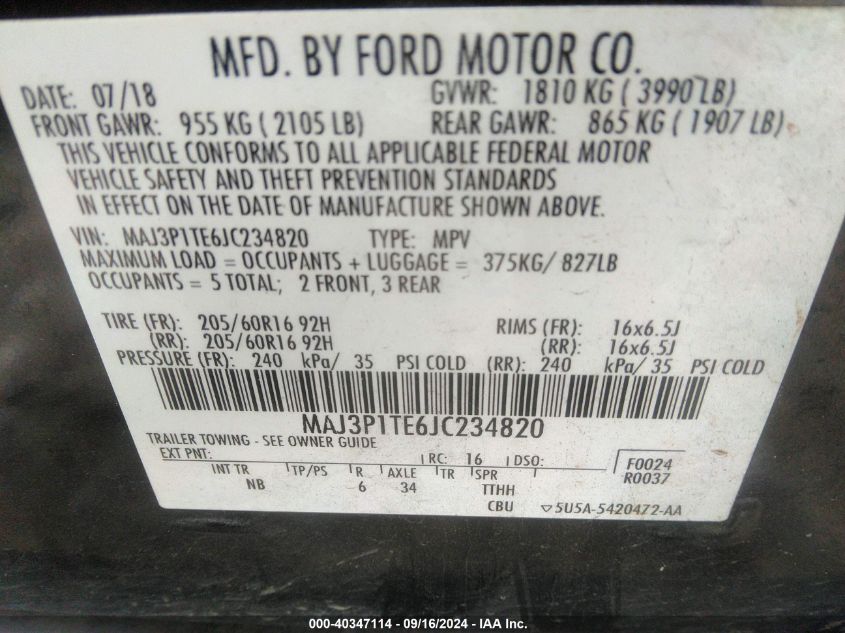 MFD. BY FORD MOTOR CO.
DATE: 07/18 GVWR: 1810 KG ( 3990 LB)
FRONT GAWR: 955 KG ( 2105 LB) REAR GAWR: 865 KG ( 1907 LB)
THIS VEHICLE CONFORMS TO ALL APPLICABLE FEDERAL MOTOR
VEHICLE SAFETY AND THEFT PREVENTION STANDARDS
IN EFFECT ON THE DATE OF MANUFACTURE SHOWN ABOVE.
VIN: MAJ3P1TE6JC234820 TYPE: MPV
MAXIMUM LOAD = OCCUPANTS + LUGGAGE = 375KG/ 827LB
OCCUPANTS = 5 TOTAL; 2 FRONT, 3 REAR
TIRE (FR): 205/60R16 92H RIMS (FR): 16x6.5J
(RR): 205/60R16 92H (RR): 16x6.5J
PRESSURE (FR): 240 kPa/ 35 PSI COLD (RR): 240 kPa/ 35 PSI COLD
MAJ3P1TE6JC234820
TRAILER TOWING - SEE OWNER GUIDE
EXT PNT: RC: 16 DSO: F0024
INT TR TP/PS R AXLE TR SPR R0037
NB 6 34 TTHH
CBU 5U5A-5420472-AA
000-40347114 - 09/16/2024 - IAA Inc.